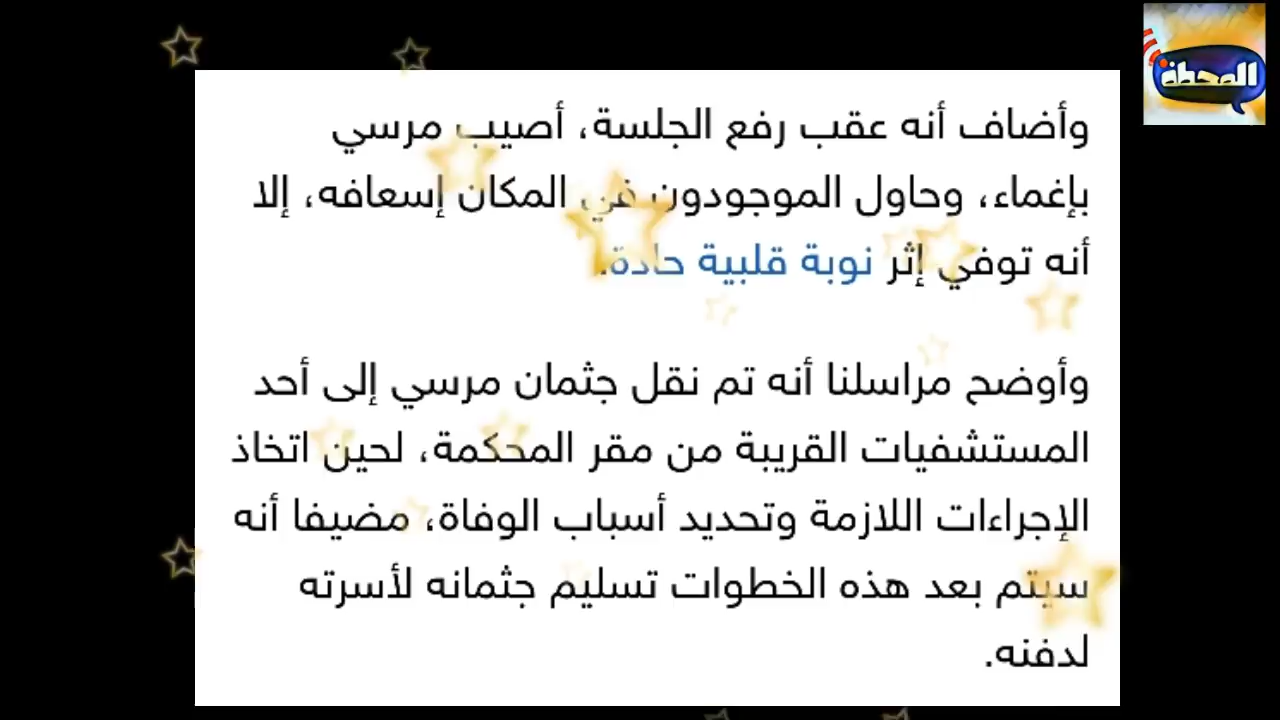 المحطة
وأضاف أنه عقب رفع الجلسة، أصيب مرسي
بإغماء، وحاول الموجودون في المكان إسعافه، إلا
أنه توفي إثر نوبة قلبية حادة.
وأوضح مراسلنا أنه تم نقل جثمان مرسي إلى أحد
المستشفيات القريبة من مقر المحكمة، لحين اتخاذ
الإجراءات اللازمة وتحديد أسباب الوفاة، مضيفا أنه
سيتم بعد هذه الخطوات تسليم جثمانه لأسرته
لدفنه.